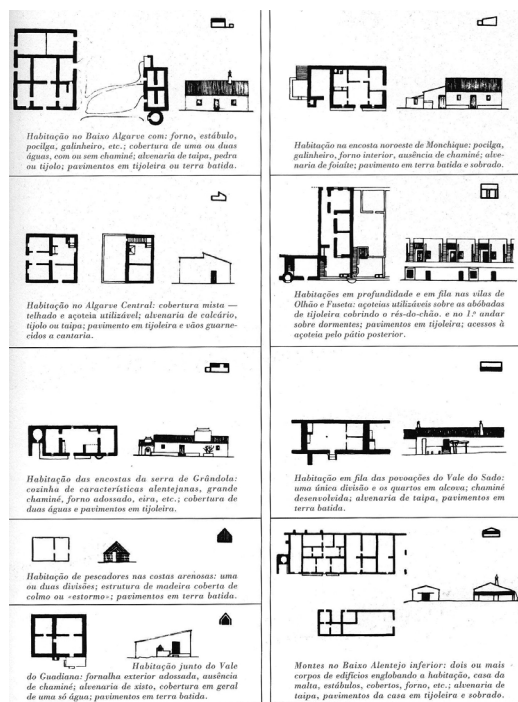 Habitação no Baixo Algarve com: forno, estábulo,
pocilga, galinheiro, etc.; cobertura de uma ou duas
águas, com ou sem chaminé; alvenaria de taipa, pedra
ou tijolo; pavimentos em tijoleira ou terra batida.
Habitação no Algarve Central: cobertura mista —
telhado e açoteia utilizável; alvenaria de calcário,
tijolo ou taipa; pavimento em tijoleira e vãos guarne-
cidos a cantaria.
Habitação das encostas da serra de Grândola:
cozinha de características alentejanas, grande
chaminé, forno adossado, eira, etc.; cobertura de
duas águas e pavimentos em tijoleira.
Habitação de pescadores nas costas arenosas: uma
ou duas divisões; estrutura de madeira coberta de
colmo ou «estormo»; pavimentos em terra batida.
Habitação junto do Vale
do Guadiana: fornalha exterior adossada, ausência
de chaminé; alvenaria de xisto, cobertura em geral
de uma só água; pavimentos em terra batida.
Habitação na encosta noroeste de Monchique: pocilga,
galinheiro, forno interior, ausência de chaminé; alve-
naria de foiaíte; pavimento em terra batida e sobrado.
Habitações em profundidade e em fila nas vilas de
Olhão e Fuseta: açoteias utilizáveis sobre as abóbadas
de tijoleira cobrindo o rés-do-chão. e no 1.º andar
sobre dormentes; pavimentos em tijoleira; acessos à
açoteia pelo pátio posterior.
Habitação em fila das povoações do Vale do Sado:
uma única divisão e os quartos em alcova; chaminé
desenvolvida; alvenaria de taipa, pavimentos em
terra batida.
Montes no Baixo Alentejo inferior: dois ou mais
corpos de edifícios englobando a habitação, casa da
malta, estábulos, cobertos, forno, etc.; alvenaria de
taipa, pavimentos da casa em tijoleira e sobrado.